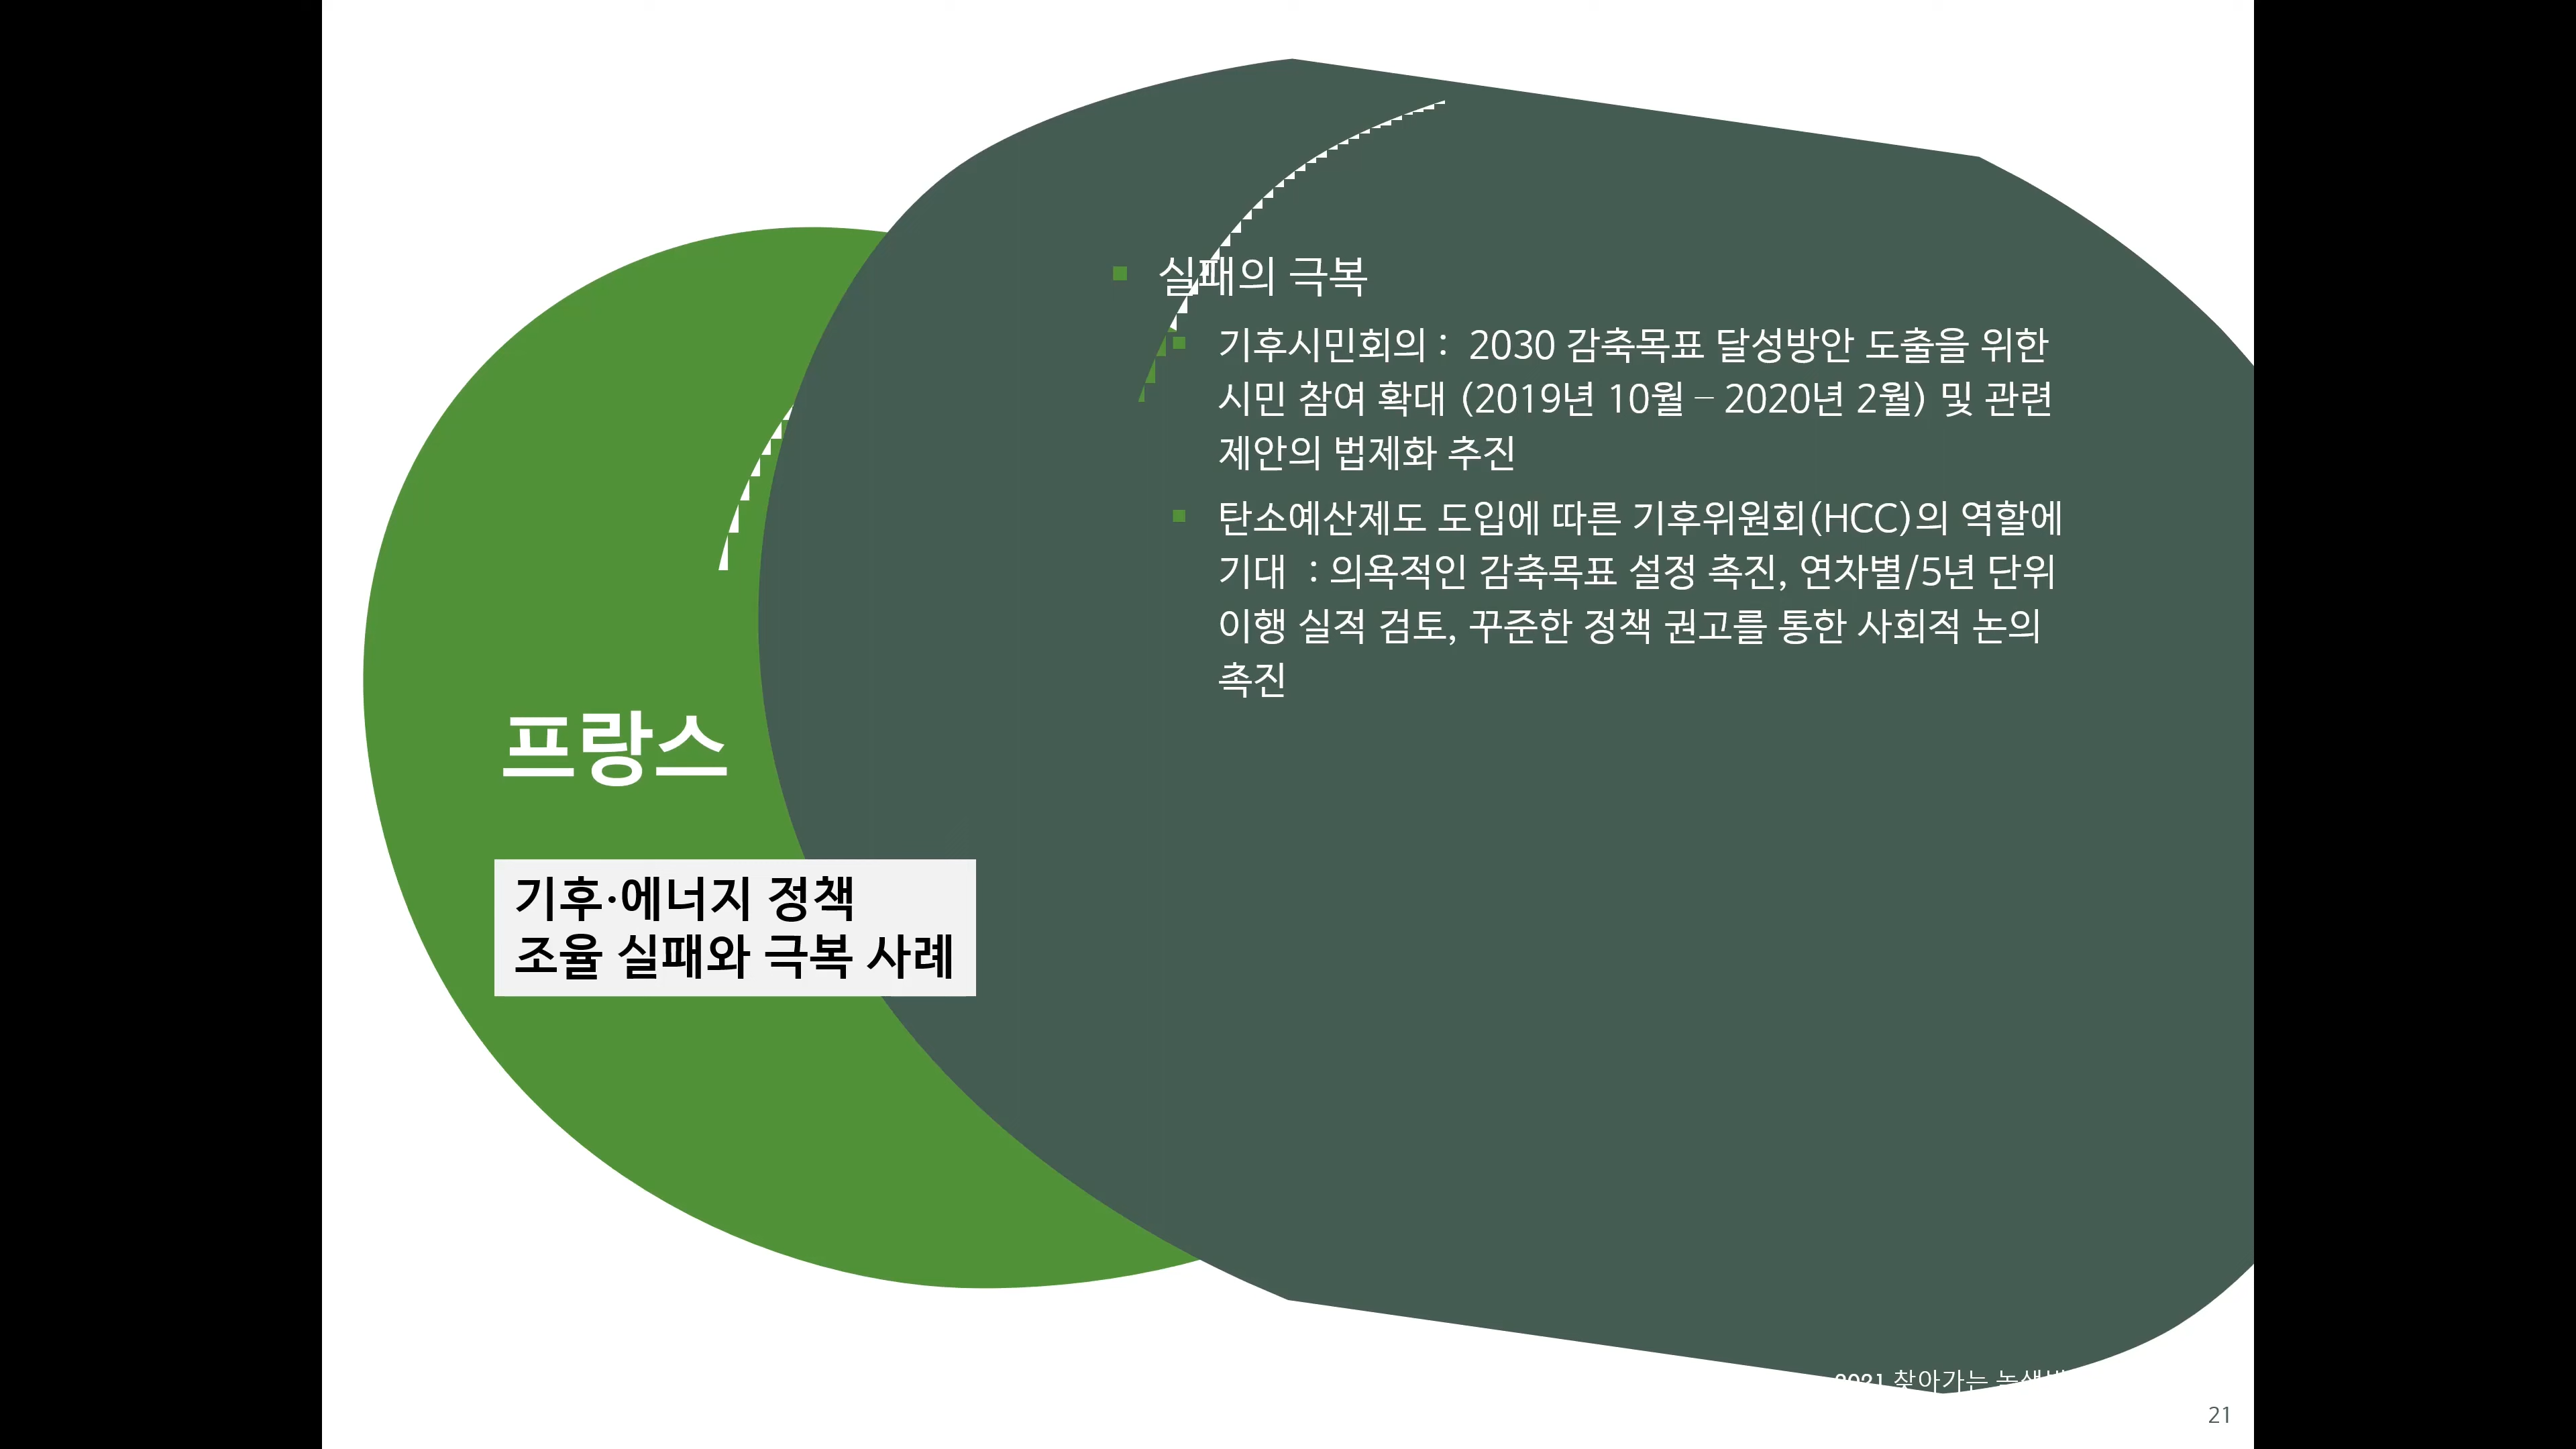 프랑스
기후·에너지 정책
조율 실패와 극복 사례
실패의 극복
기후시민회의 : 2030 감축목표 달성방안 도출을 위한
시민 참여 확대 (2019년 10월 – 2020년 2월) 및 관련
제안의 법제화 추진
탄소예산제도 도입에 따른 기후위원회(HCC)의 역할에
기대 : 의욕적인 감축목표 설정 촉진, 연차별/5년 단위
이행 실적 검토, 꾸준한 정책 권고를 통한 사회적 논의
촉진
2021 찾아가는
21